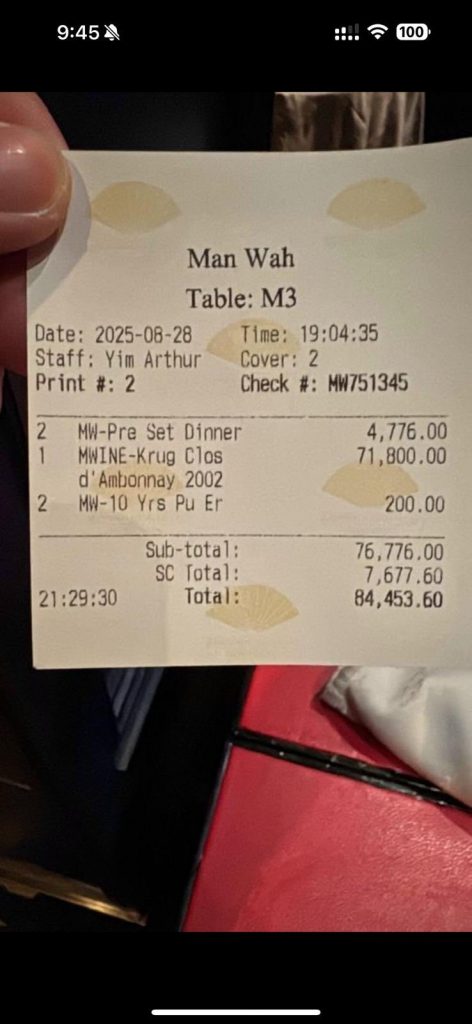 9:45
100
Man Wah
Table: M3
Date: 2025-08-28 Time: 19:04:35
Staff: Yim Arthur Cover: 2
Print #: 2 Check #: MW751345
2 MW-Pre Set Dinner 4,776.00
1 MWINE-Krug Clos 71,800.00
d'Ambonnay 2002
2 MW-10 Yrs Pu Er 200.00
Sub-total: 76,776.00
SC Total: 7,677.60
21:29:30 Total: 84,453.60